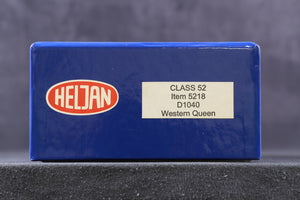 HELJAN
CLASS 52
Item 5218
D1040
Western Queen